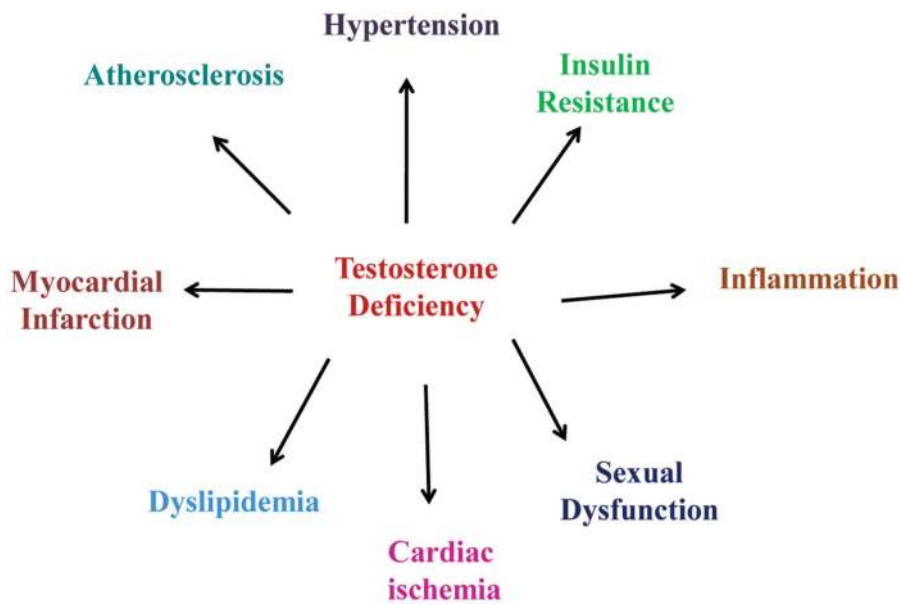 Hypertension
Atherosclerosis
Insulin
Resistance
Testosterone
Deficiency
Myocardial
Infarction
Inflammation
Dyslipidemia
Sexual
Dysfunction
Cardiac
ischemia